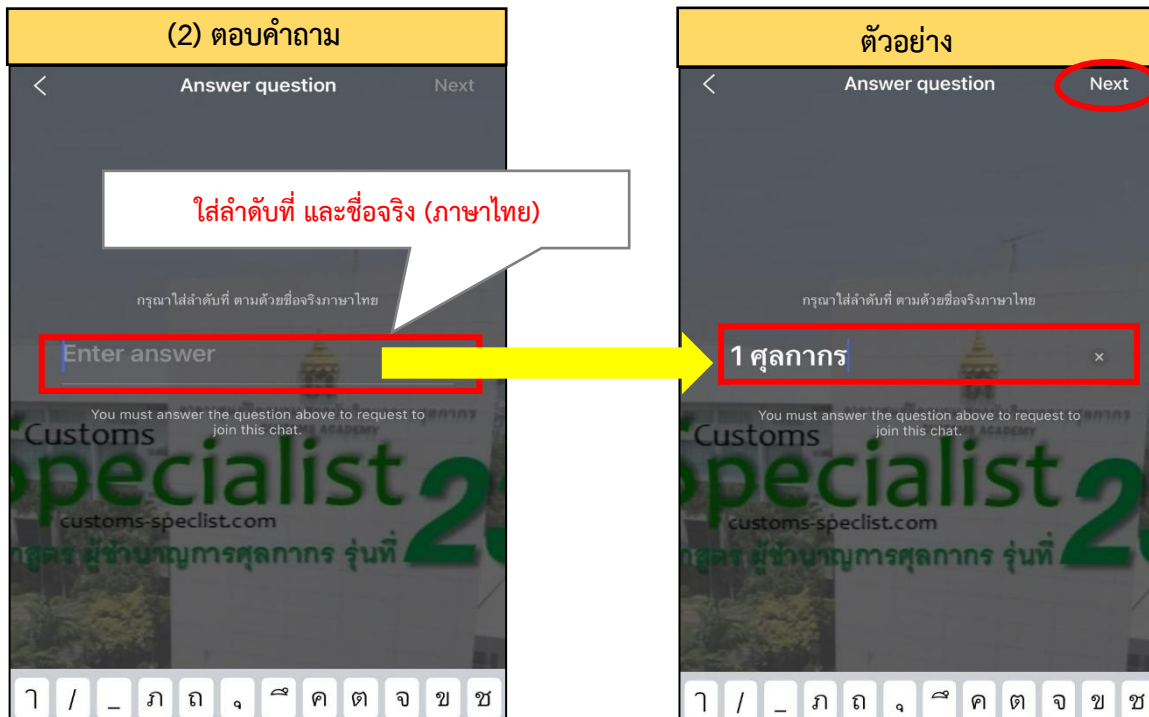 (2) ตอบคำถาม
Answer question
Next
ใส่ลำดับที่ และชื่อจริง (ภาษาไทย)
กรุณาใส่ลำดับที่ ตามด้วยชื่อจริงภาษาไทย
Enter answer
You must answer the question above to request to
join this chat.
Customs
Specialist 2
customs-speclist.com
ผู้ชำนาญการศุลกากร รุ่นที่
า / _ ภ ถ ุ ึ ค ต จ ข ช
ตัวอย่าง
Answer question
Next
กรุณาใส่ลำดับที่ ตามด้วยชื่อจริงภาษาไทย
1 ศุลกากร
You must answer the question above to request to
join this chat.
Customs
pecialist 2
customs-speclist.com
ผู้ชำนาญการศุลกากร รุ่นที่
า / _ ภ ถ ุ ึ ค ต จ ข ช